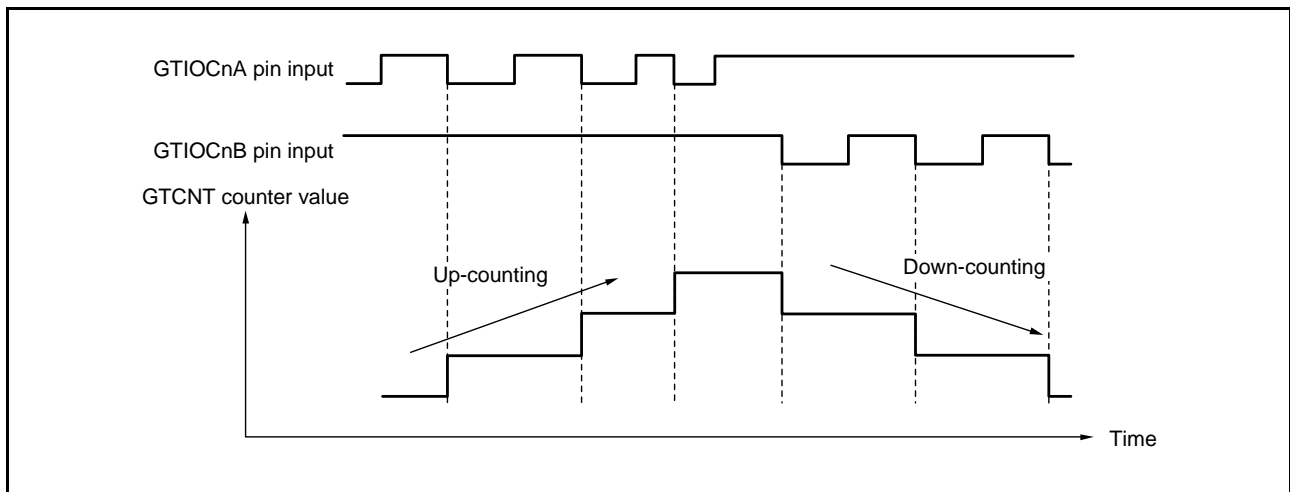 GTIOCnA pin input
GTIOCnB pin input
GTCNT counter value
Up-counting
Down-counting
Time